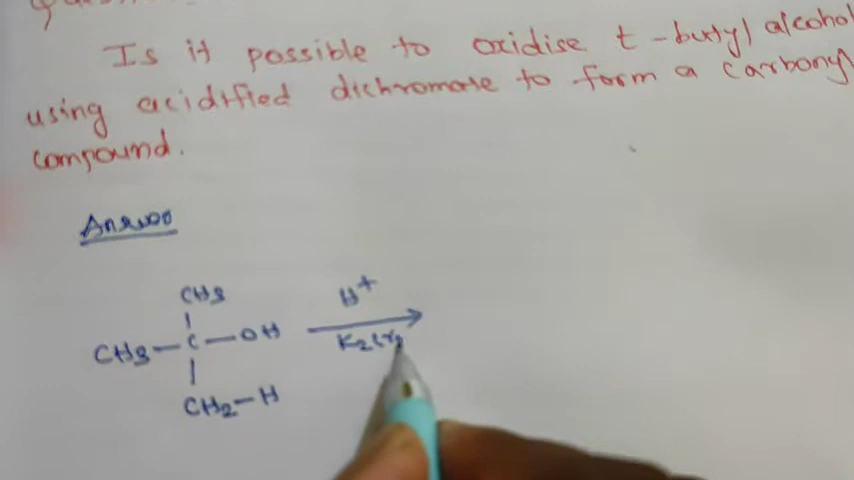 Is it possible to oxidise t-butyl alcohol
using acidified dichromate to form a carbony
compound.
Answer
CH3
H+
CH3-C-OH
K2Cr2
CH2-H